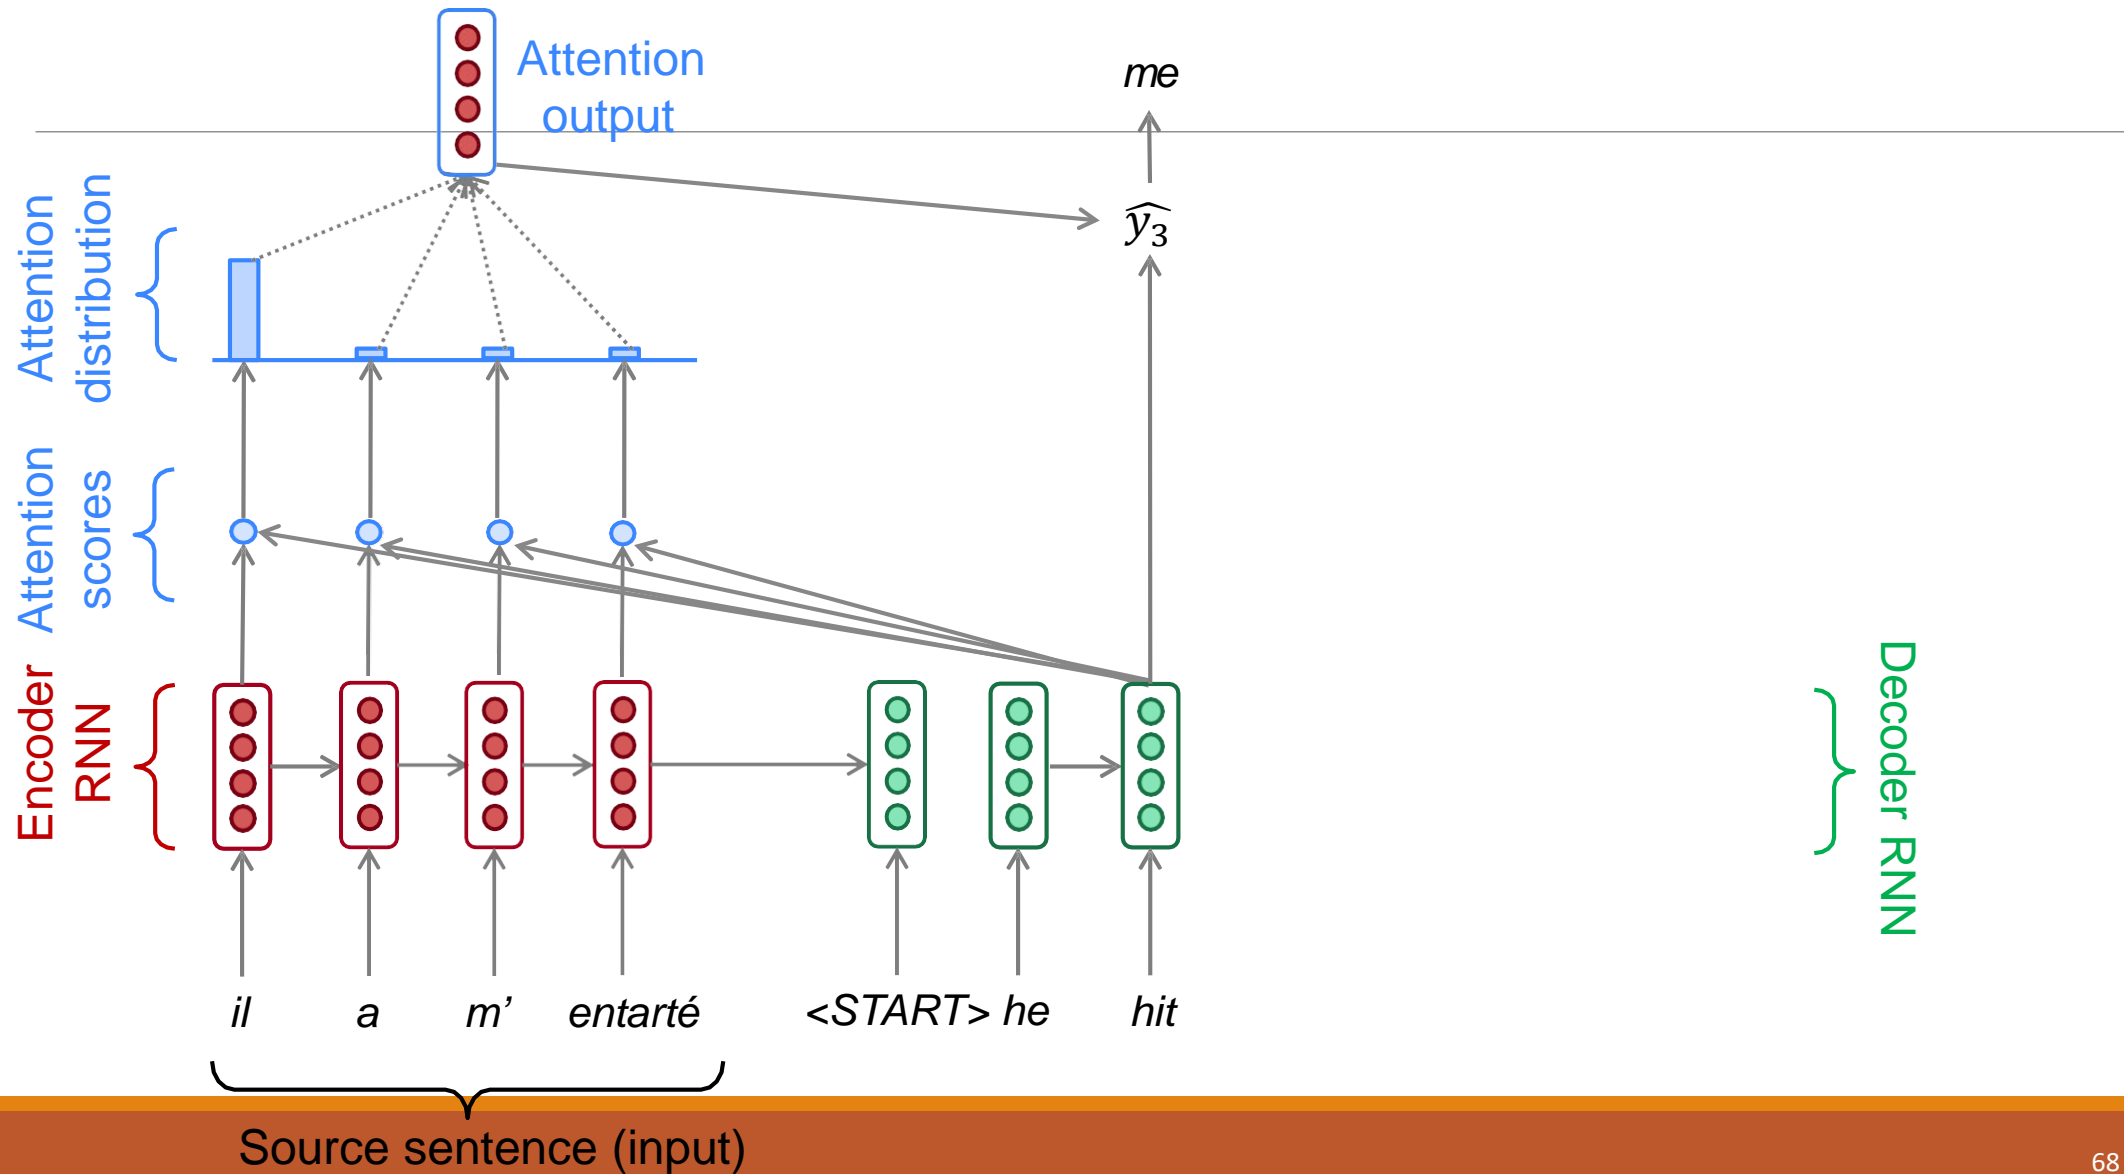 Attention
output
me
Attention
distribution
ŷ₃
Attention
scores
Encoder
RNN
Decoder RNN
il a m’ entarté <START> he hit
Source sentence (input)
68